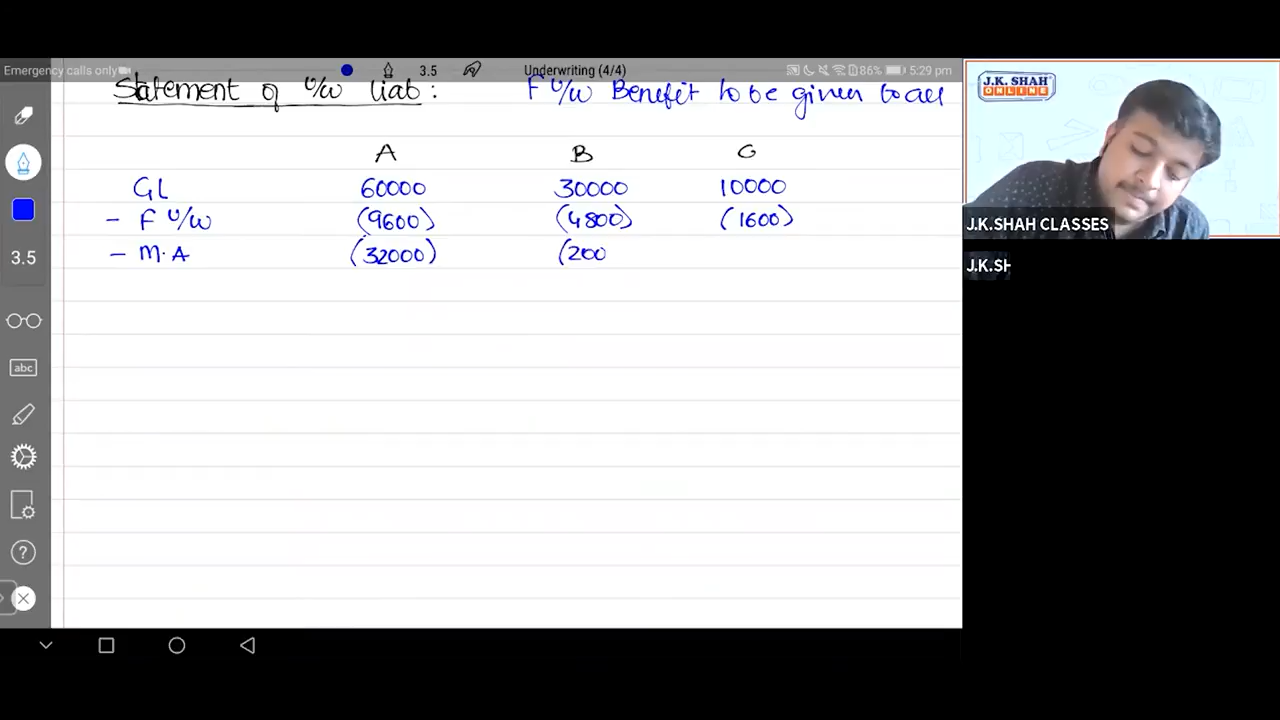 Emergency calls only 3.5 Underwriting (4/4) 86% 5:29 pm
Statement of U/W Liab : F U/W Benefit to be given to all
J.K. SHAH
ONLINE
A B C
GL 60000 30000 10000
- F U/W (9600) (4800) (1600)
J.K.SHAH CLASSES
- M.A (32000) (200
3.5
J.K.SH
abc
?